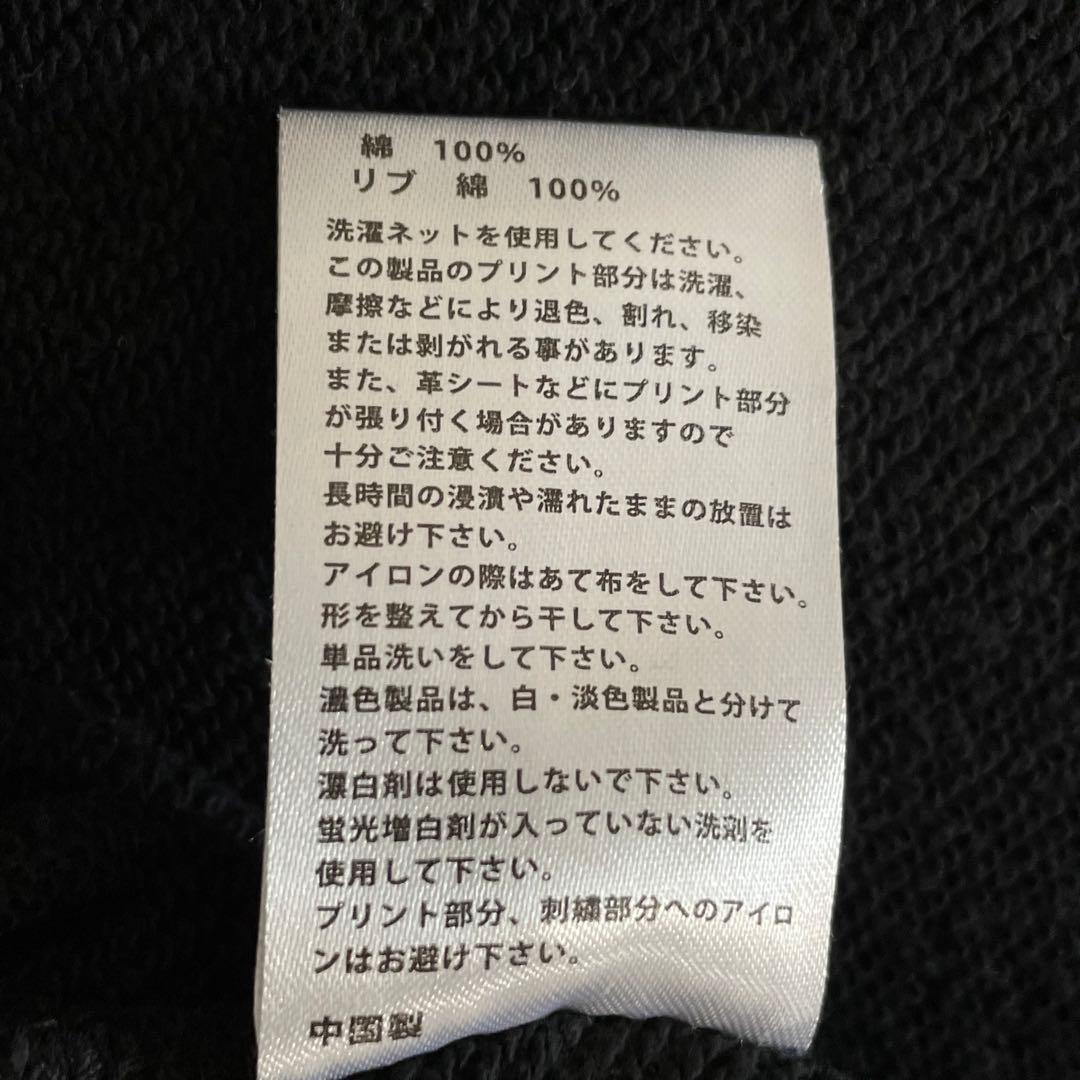 綿 100%
リブ 綿 100%
洗濯ネットを使用してください。
この製品のプリント部分は洗濯、
摩擦などにより退色、割れ、移染
または剥がれる事があります。
また、革シートなどにプリント部分
が張り付く場合がありますので
十分ご注意ください。
長時間の浸漬や濡れたままの放置は
お避け下さい。
アイロンの際はあて布をして下さい。
形を整えてから干して下さい。
単品洗いをして下さい。
濃色製品は、白・淡色製品と分けて
洗って下さい。
漂白剤は使用しないで下さい。
蛍光増白剤が入っていない洗剤を
使用して下さい。
プリント部分、刺繍部分へのアイロ
ンはお避け下さい。
中国製